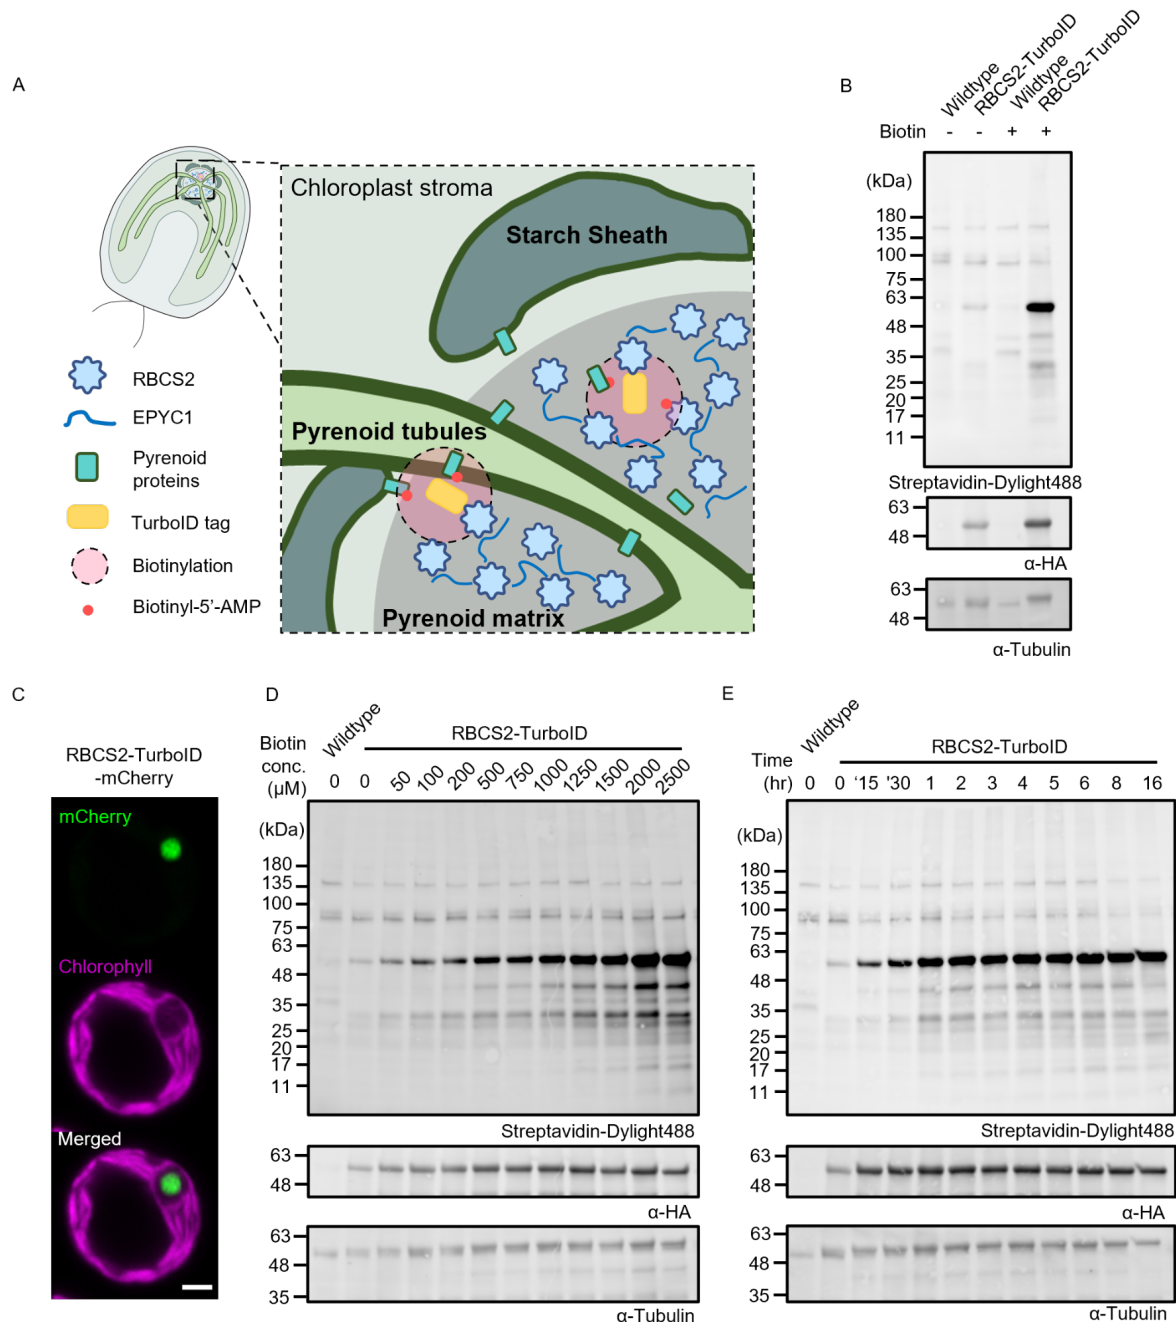 A
Chloroplast stroma
Starch Sheath
Pyrenoid tubules
Pyrenoid matrix
RBCS2
EPYC1
Pyrenoid
proteins
TurboID tag
Biotinylation
Biotinyl-5'-AMP
B
Wildtype
RBCS2-TurboID
Wildtype
RBCS2-TurboID
Biotin - - + +
(kDa)
180
135
100
75
63
48
35
25
20
17
11
Streptavidin-Dylight488
63
48
α-HA
63
48
α-Tubulin
C
RBCS2-TurboID
-mCherry
mCherry
Chlorophyll
Merged
D
Wildtype
RBCS2-TurboID
Biotin
conc.
(μM)
0 0 50 100 200 500 750 1000 1250 1500 2000 2500
(kDa)
180
135
100
75
63
48
35
25
20
17
11
Streptavidin-Dylight488
63
48
α-HA
63
48
35
α-Tubulin
E
Wildtype
RBCS2-TurboID
Time
(hr) 0 0 '15 '30 1 2 3 4 5 6 8 16
(kDa)
180
135
100
75
63
48
35
25
20
17
11
Streptavidin-Dylight488
63
48
α-HA
63
48
35
α-Tubulin